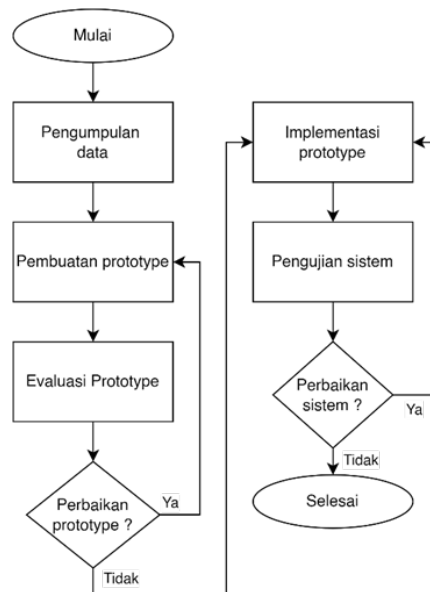 Mulai
Pengumpulan
data
Pembuatan prototype
Evaluasi Prototype
Perbaikan
prototype ?
Ya
Tidak
Implementasi
prototype
Pengujian sistem
Perbaikan
sistem ?
Ya
Tidak
Selesai